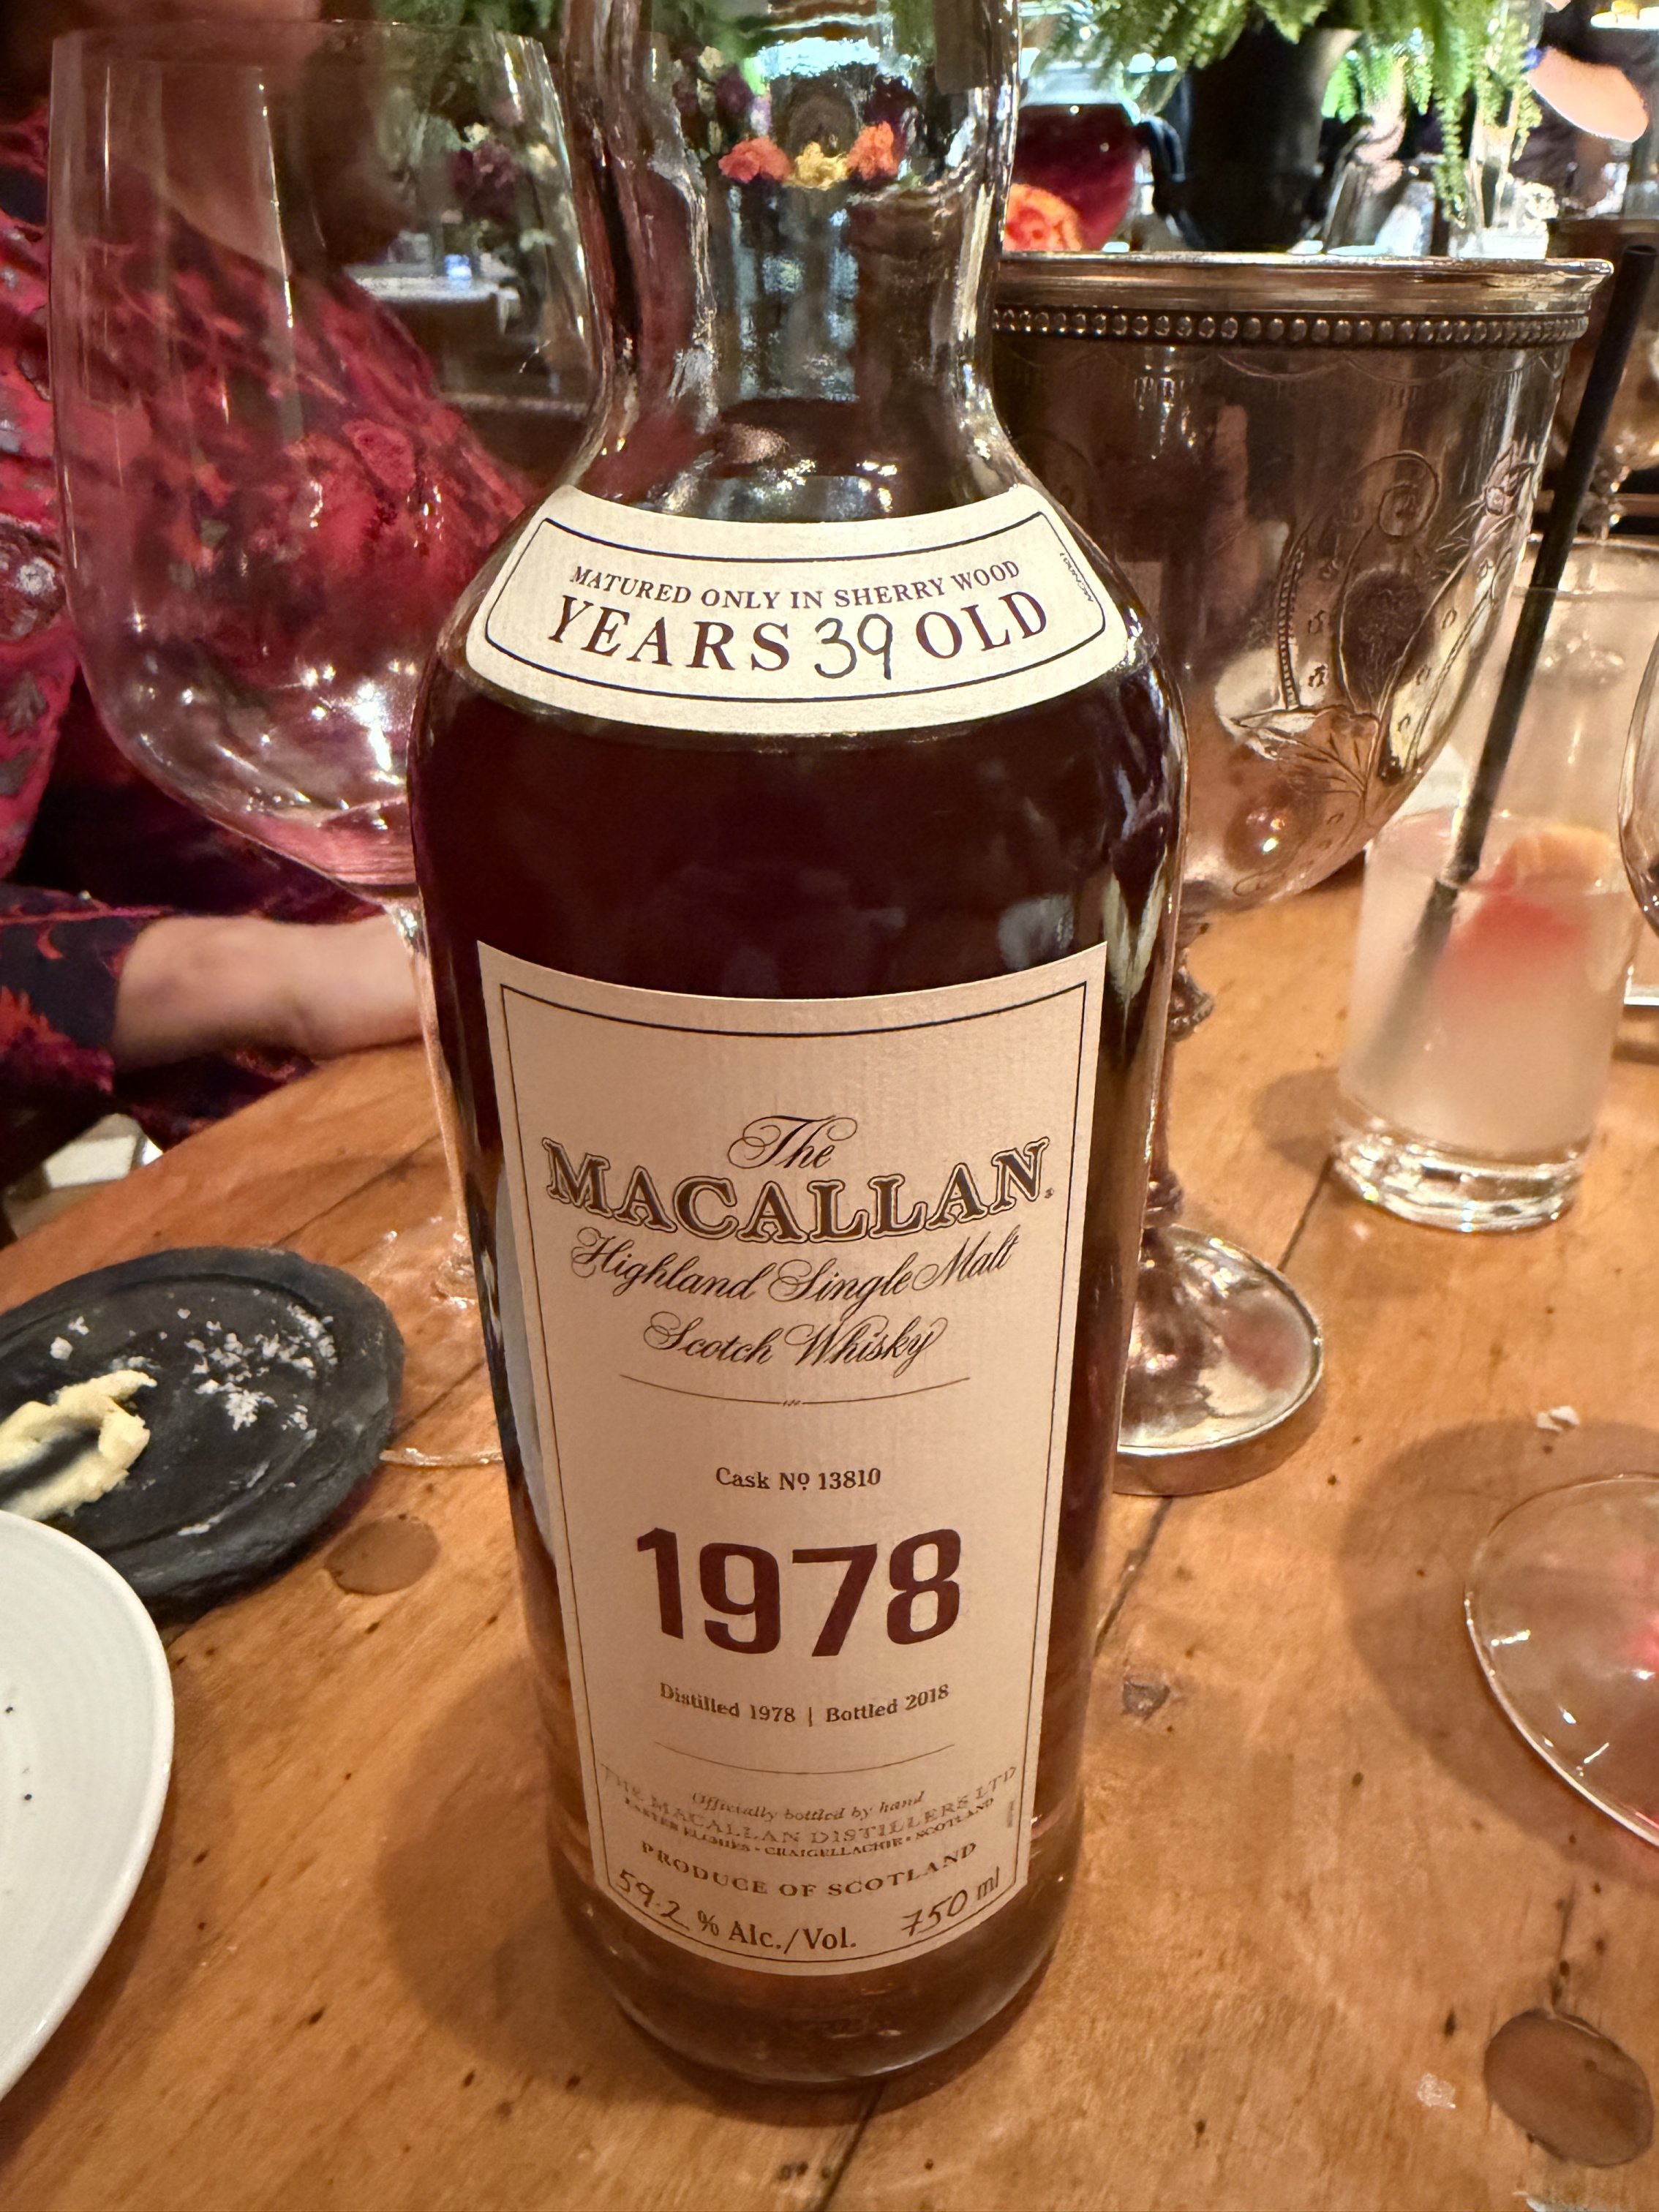 MATURED ONLY IN SHERRY WOOD
YEARS 39 OLD
The
MACALLAN
Highland Single Malt
Scotch Whisky
Cask Nº 13810
1978
Distilled 1978 | Bottled 2018
Officially bottled by hand
THE MACALLAN DISTILLERS LTD
EASTER ELCHIES • CRAIGELLACHIE • SCOTLAND
PRODUCE OF SCOTLAND
59.2 % Alc./Vol. 750 ml